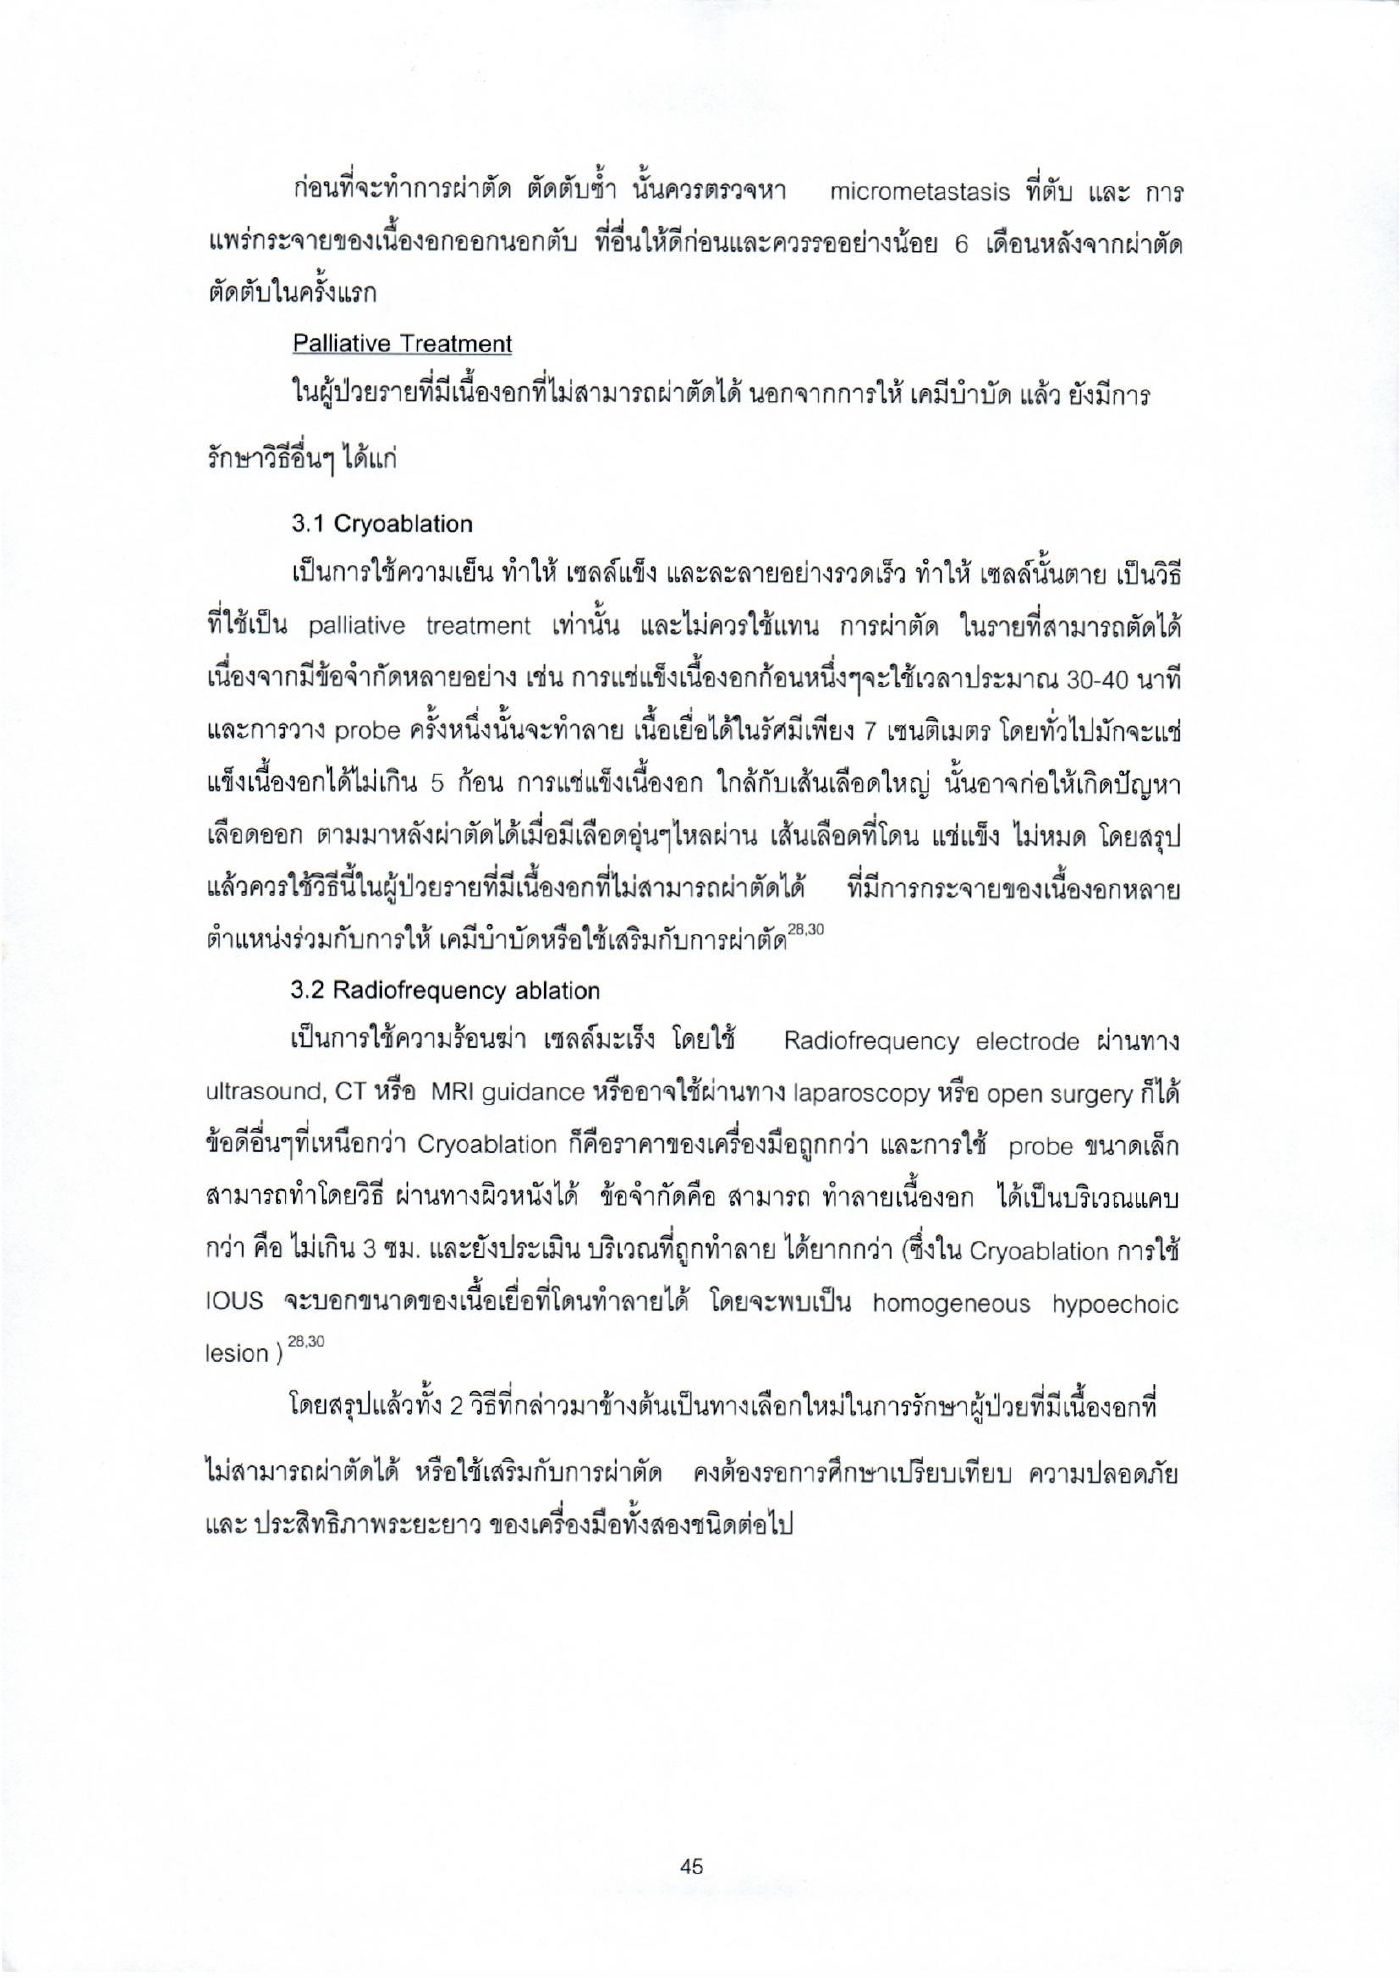 ก่อนที่จะทำการผ่าตัด ตัดตับซ้ำ นั้นควรตรวจหา micrometastasis ที่ตับ และ การ
แพร่กระจายของเนื้องอกออกนอกตับ ที่อื่นให้ดีก่อนและควรรออย่างน้อย 6 เดือนหลังจากผ่าตัด
ตัดตับในครั้งแรก
Palliative Treatment
ในผู้ป่วยรายที่มีเนื้องอกที่ไม่สามารถผ่าตัดได้ นอกจากการให้ เคมีบำบัด แล้ว ยังมีการ
รักษาวิธีอื่นๆ ได้แก่
3.1 Cryoablation
เป็นการใช้ความเย็น ทำให้ เซลล์แข็ง และละลายอย่างรวดเร็ว ทำให้ เซลล์นั้นตาย เป็นวิธี
ที่ใช้เป็น palliative treatment เท่านั้น และไม่ควรใช้แทน การผ่าตัด ในรายที่สามารถตัดได้
เนื่องจากมีข้อจำกัดหลายอย่าง เช่น การแช่แข็งเนื้องอกก้อนหนึ่งๆจะใช้เวลาประมาณ 30-40 นาที
และการวาง probe ครั้งหนึ่งนั้นจะทำลาย เนื้อเยื่อได้ในรัศมีเพียง 7 เซนติเมตร โดยทั่วไปมักจะแช่
แข็งเนื้องอกได้ไม่เกิน 5 ก้อน การแช่แข็งเนื้องอก ใกล้กับเส้นเลือดใหญ่ นั้นอาจก่อให้เกิดปัญหา
เลือดออก ตามมาหลังผ่าตัดได้เมื่อมีเลือดอุ่นๆไหลผ่าน เส้นเลือดที่โดน แช่แข็ง ไม่หมด โดยสรุป
แล้วควรใช้วิธีนี้ในผู้ป่วยรายที่มีเนื้องอกที่ไม่สามารถผ่าตัดได้ ที่มีการกระจายของเนื้องอกหลาย
ตำแหน่งร่วมกับการให้ เคมีบำบัดหรือใช้เสริมกับการผ่าตัด28,30
3.2 Radiofrequency ablation
เป็นการใช้ความร้อนฆ่า เซลล์มะเร็ง โดยใช้ Radiofrequency electrode ผ่านทาง
ultrasound, CT หรือ MRI guidance หรืออาจใช้ผ่านทาง laparoscopy หรือ open surgery ก็ได้
ข้อดีอื่นๆที่เหนือกว่า Cryoablation ก็คือราคาของเครื่องมือถูกกว่า และการใช้ probe ขนาดเล็ก
สามารถทำโดยวิธี ผ่านทางผิวหนังได้ ข้อจำกัดคือ สามารถ ทำลายเนื้องอก ได้เป็นบริเวณแคบ
กว่า คือ ไม่เกิน 3 ซม. และยังประเมิน บริเวณที่ถูกทำลาย ได้ยากกว่า (ซึ่งใน Cryoablation การใช้
IOUS จะบอกขนาดของเนื้อเยื่อที่โดนทำลายได้ โดยจะพบเป็น homogeneous hypoechoic
lesion ) 28,30
โดยสรุปแล้วทั้ง 2 วิธีที่กล่าวมาข้างต้นเป็นทางเลือกใหม่ในการรักษาผู้ป่วยที่มีเนื้องอกที่
ไม่สามารถผ่าตัดได้ หรือใช้เสริมกับการผ่าตัด คงต้องรอการศึกษาเปรียบเทียบ ความปลอดภัย
และ ประสิทธิภาพระยะยาว ของเครื่องมือทั้งสองชนิดต่อไป
45